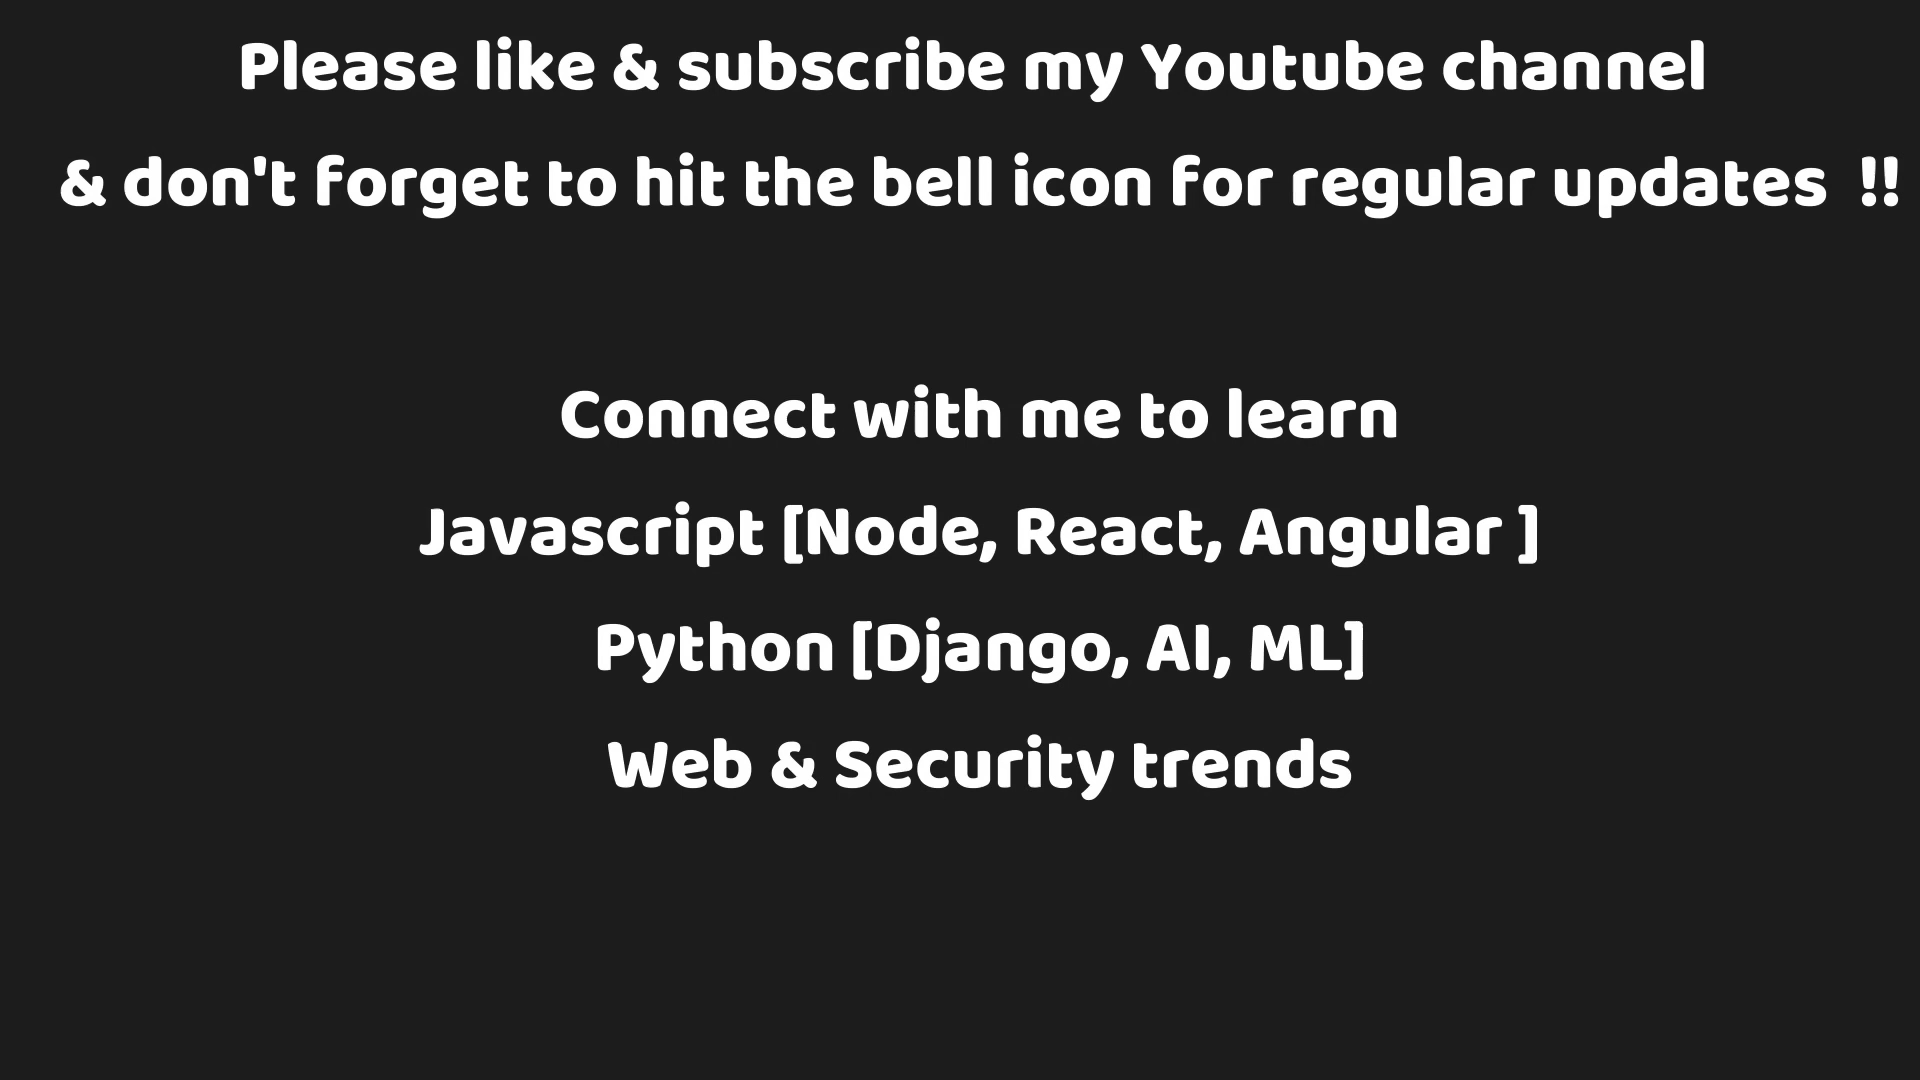 Please like & subscribe my Youtube channel
& don't forget to hit the bell icon for regular updates !!
Connect with me to learn
Javascript [Node, React, Angular ]
Python [Django, AI, ML]
Web & Security trends